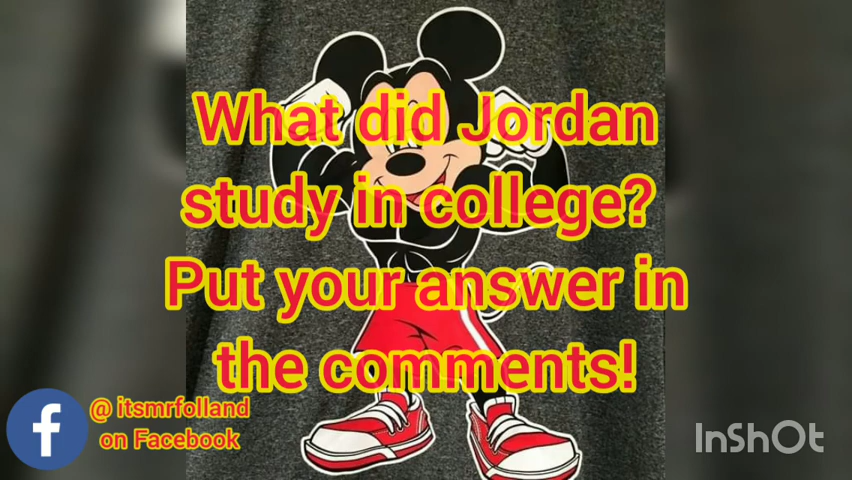 What did Jordan
study in college?
Put your answer in
the comments!
@ itsmrfolland
on Facebook
InShOt